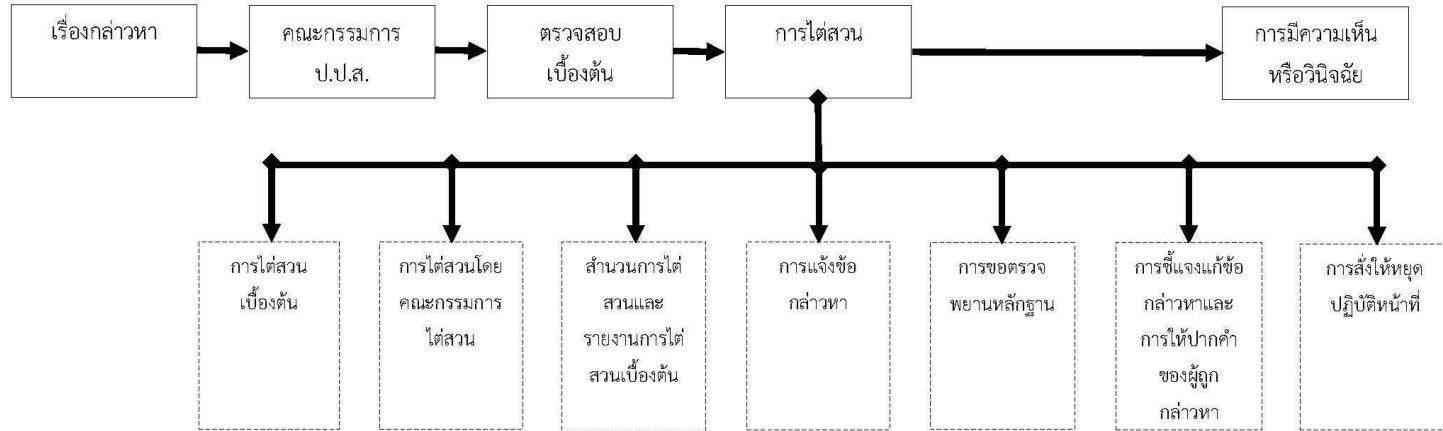 เรื่องกล่าวหา
คณะกรรมการ
ป.ป.ส.
ตรวจสอบ
เบื้องต้น
การไต่สวน
การมีความเห็น
หรือวินิจฉัย
การไต่สวน
เบื้องต้น
การไต่สวนโดย
คณะกรรมการ
ไต่สวน
สำนวนการไต่
สวนและ
รายงานการไต่
สวนเบื้องต้น
การแจ้งข้อ
กล่าวหา
การขอตรวจ
พยานหลักฐาน
การชี้แจงแก้ข้อ
กล่าวหาและ
การให้ปากคำ
ของผู้ถูก
กล่าวหา
การสั่งให้หยุด
ปฏิบัติหน้าที่